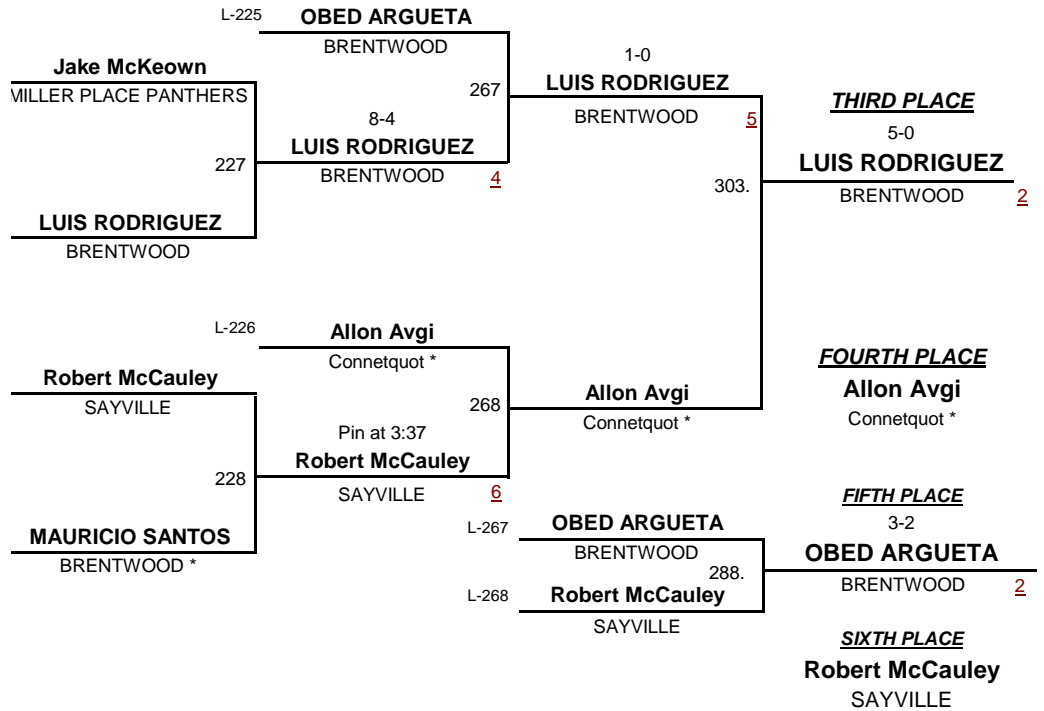 L-225
OBED ARGUETA
BRENTWOOD
Jake McKeown
MILLER PLACE PANTHERS
267
1-0
LUIS RODRIGUEZ
BRENTWOOD 5
THIRD PLACE
8-4
LUIS RODRIGUEZ
BRENTWOOD 4
227
5-0
LUIS RODRIGUEZ
BRENTWOOD 2
303.
LUIS RODRIGUEZ
BRENTWOOD
L-226
Allon Avgi
Connetquot *
Robert McCauley
SAYVILLE
268
Allon Avgi
Connetquot *
FOURTH PLACE
Allon Avgi
Connetquot *
Pin at 3:37
Robert McCauley
SAYVILLE 6
228
MAURICIO SANTOS
BRENTWOOD *
L-267
OBED ARGUETA
BRENTWOOD
288.
L-268
Robert McCauley
SAYVILLE
FIFTH PLACE
3-2
OBED ARGUETA
BRENTWOOD 2
SIXTH PLACE
Robert McCauley
SAYVILLE